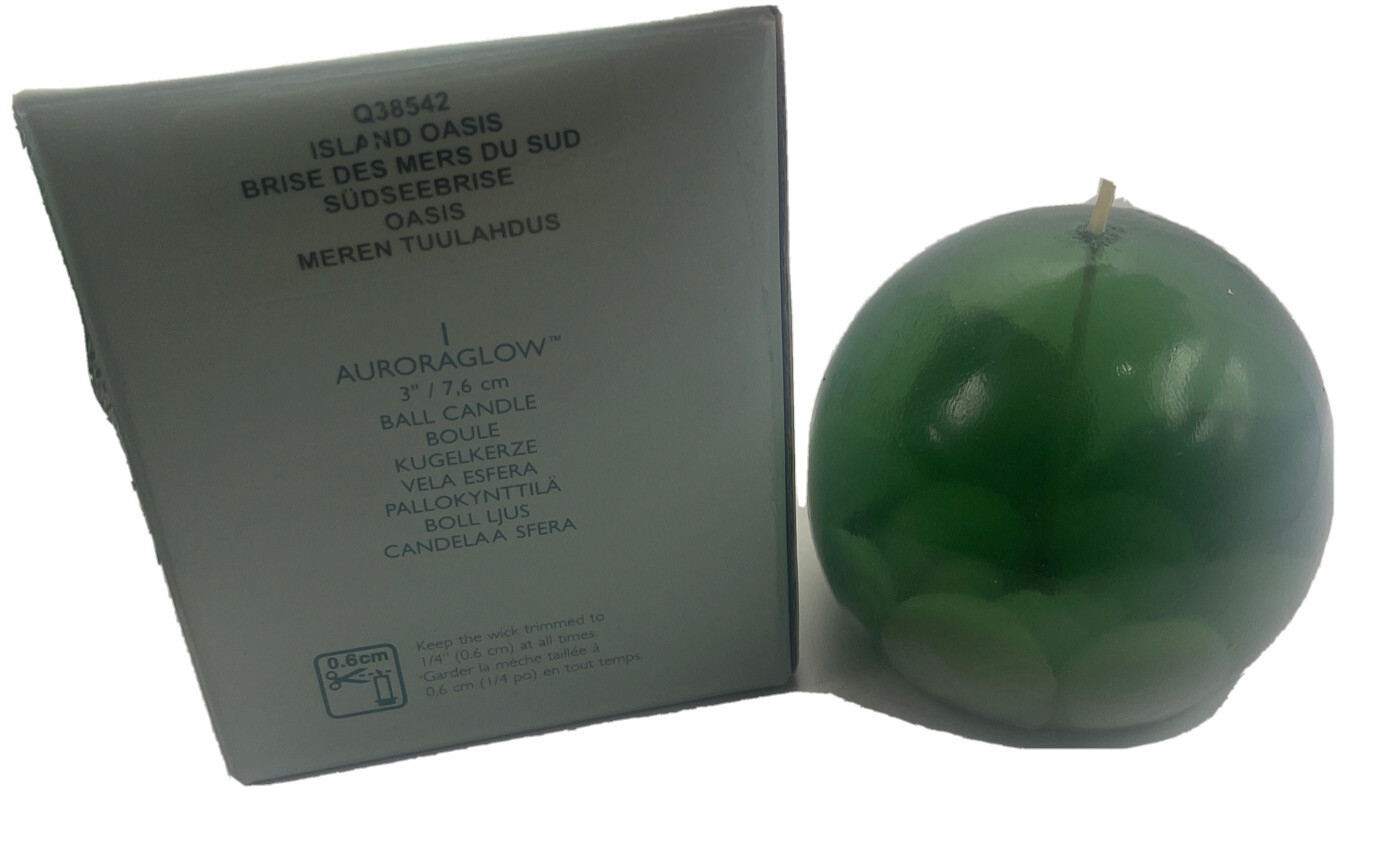 Q38542
ISLAND OASIS
BRISE DES MERS DU SUD
SÜDSEEBRISE
OASIS
MEREN TUULAHDUS
1
AURORAGLOW™
3" / 7,6 cm
BALL CANDLE
BOULE
KUGELKERZE
VELA ESFERA
PALLOKYNTTILÄ
BOLL LJUS
CANDELA A SFERA
0.6cm
Keep the wick trimmed to
1/4" (0.6 cm) at all times.
Garder la mèche taillée à
0,6 cm (1/4 po) en tout temps.